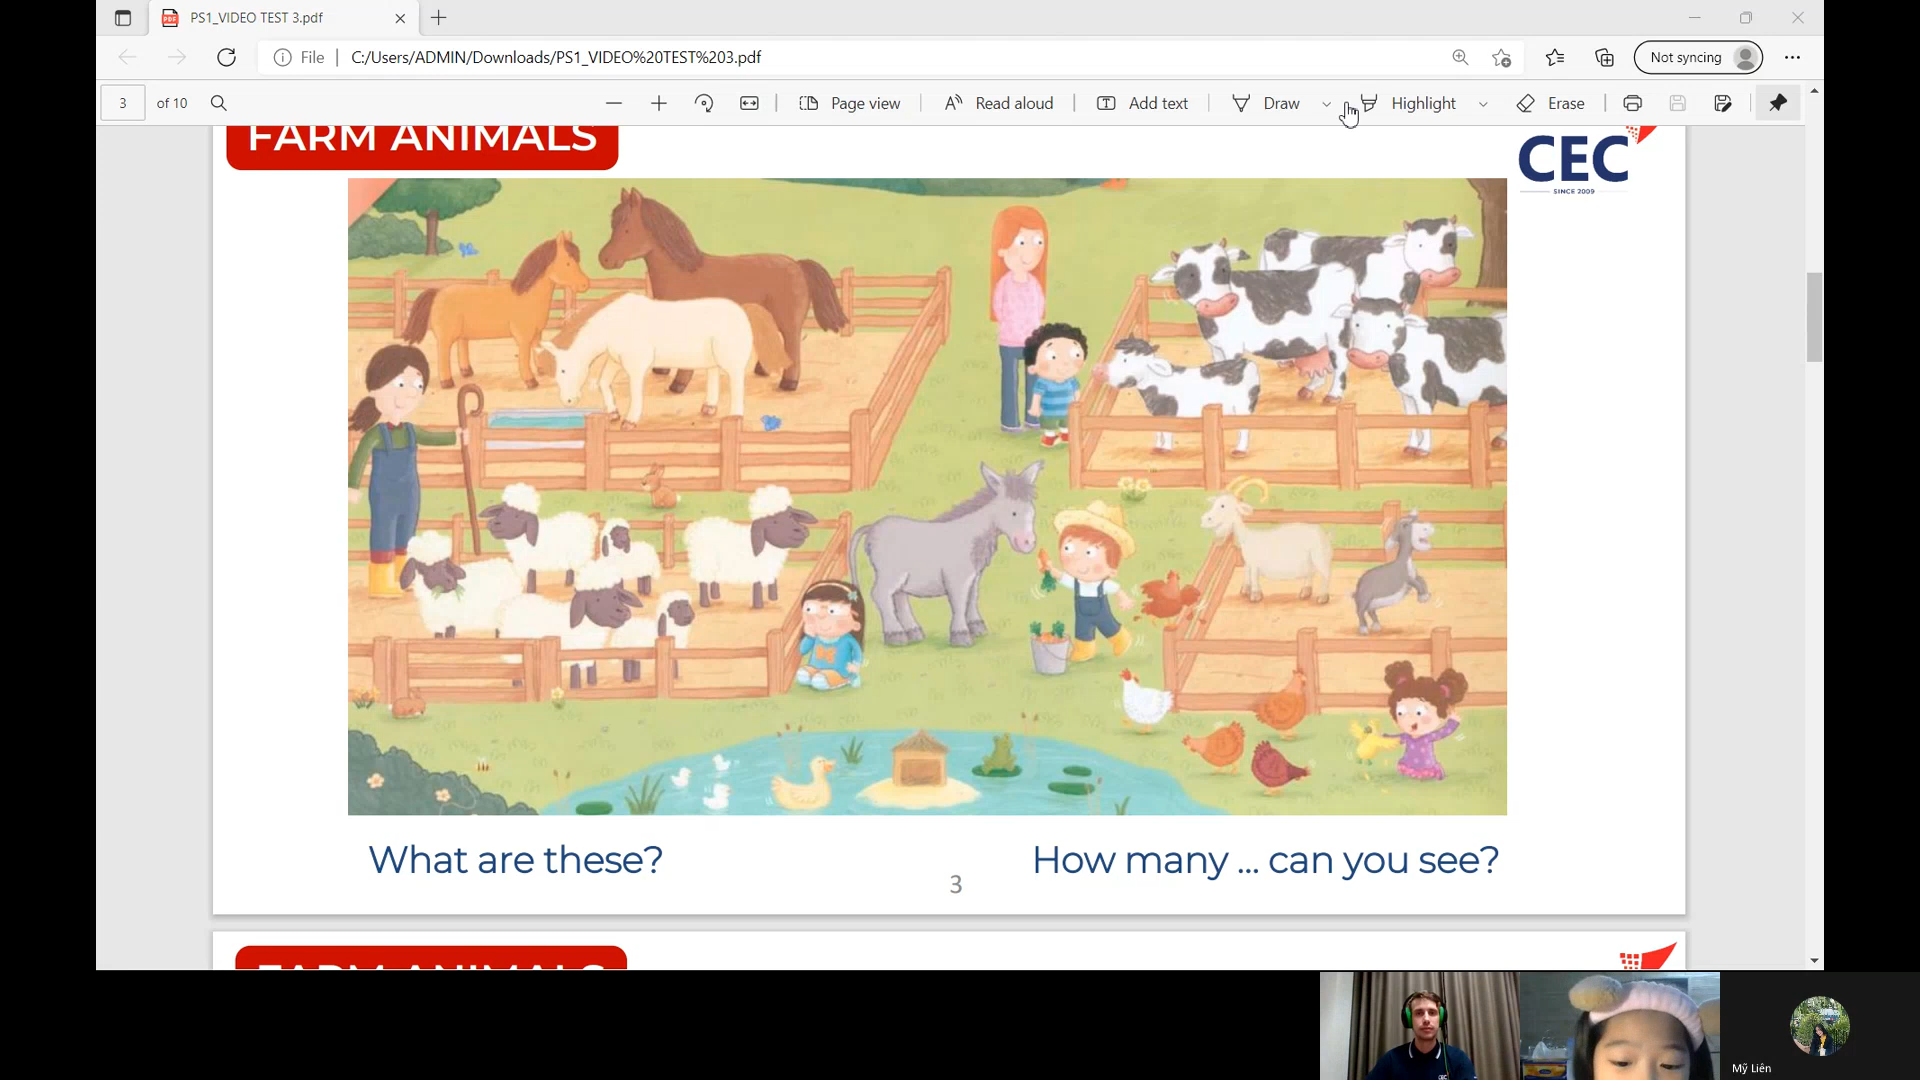 PS1_VIDEO TEST 3.pdf
File
C:/Users/ADMIN/Downloads/PS1_VIDEO%20TEST%203.pdf
Not syncing
3 of 10
Page view
Read aloud
Add text
Draw
Highlight
Erase
FARM ANIMALS
CEC
SINCE 2009
What are these?
How many ... can you see?
3
FARM ANIMALS
Mỹ Liên